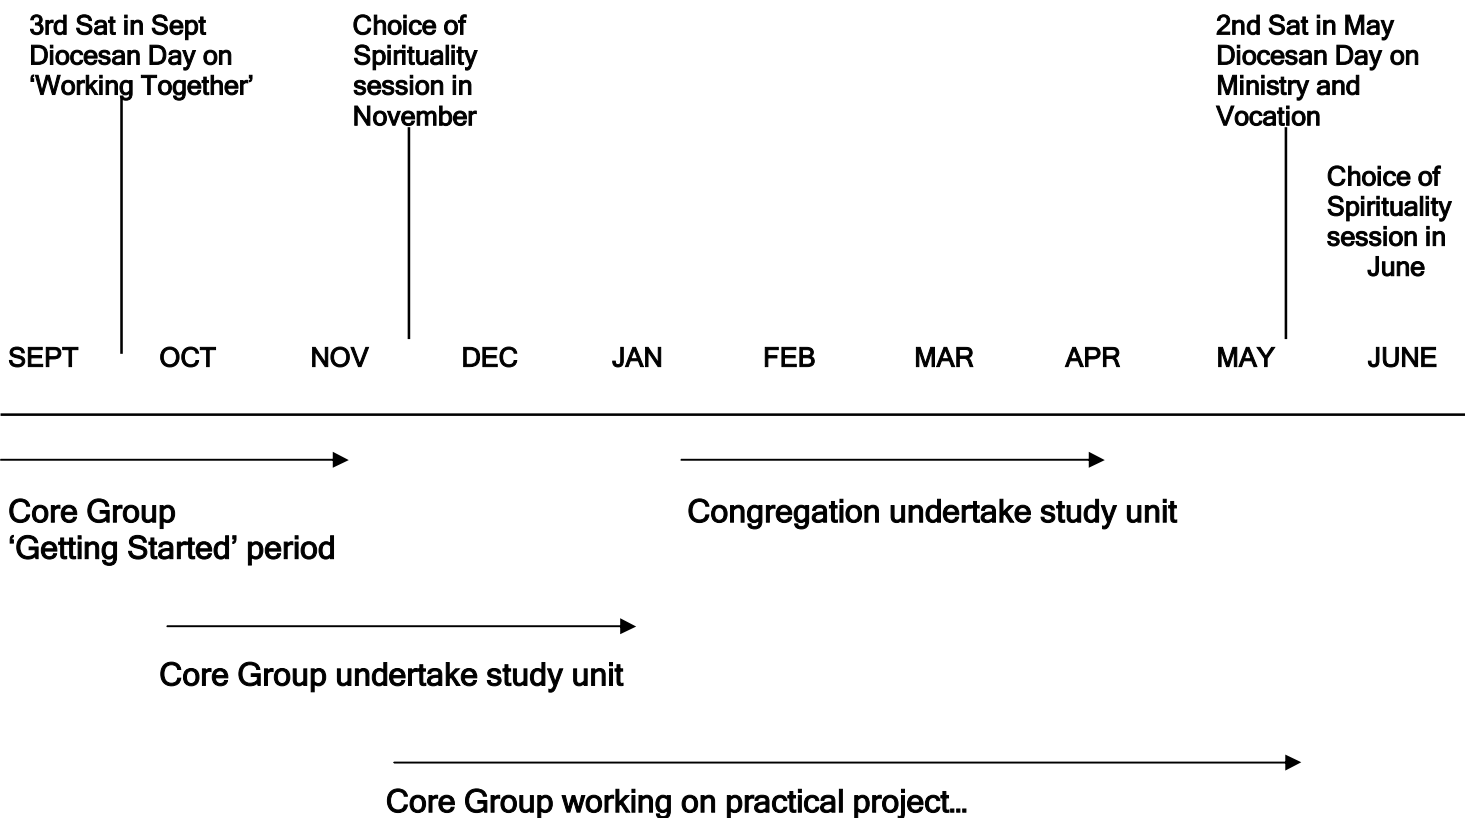 3rd Sat in Sept
Diocesan Day on
‘Working Together’
Choice of
Spirituality
session in
November
2nd Sat in May
Diocesan Day on
Ministry and
Vocation
Choice of
Spirituality
session in
June
SEPT OCT NOV DEC JAN FEB MAR APR MAY JUNE
Core Group
‘Getting Started’ period
Congregation undertake study unit
Core Group undertake study unit
Core Group working on practical project...